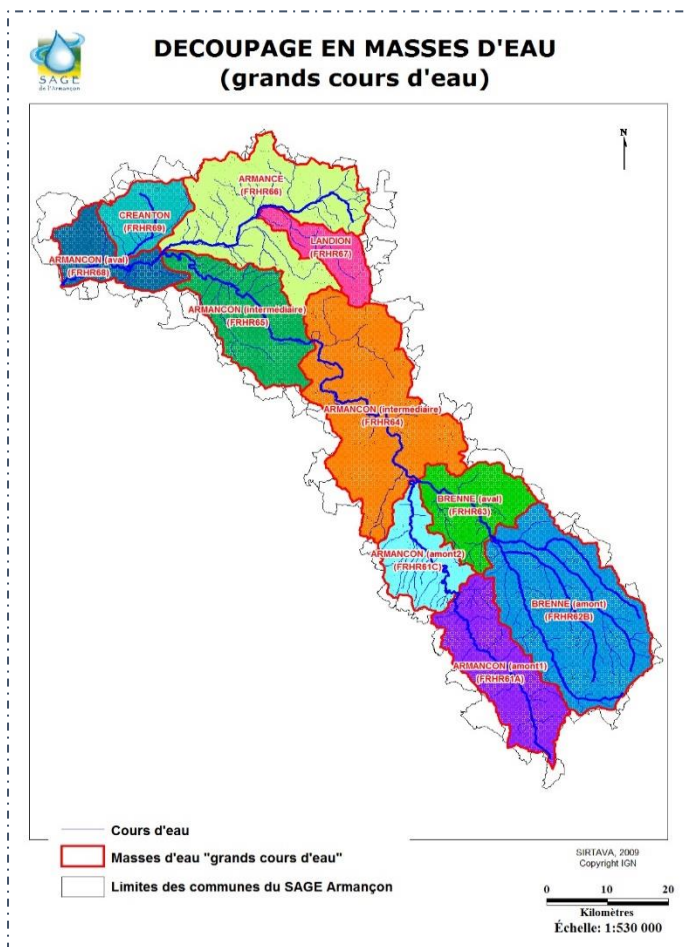 SAGE
de l'Armançon
DECOUPAGE EN MASSES D'EAU
(grands cours d'eau)
N
ARMANCE
(FRHR66)
CREANTON
(FRHR69)
LANDION
(FRHR67)
ARMANCON (aval)
(FRHR68)
ARMANCON (intermédiaire)
(FRHR65)
ARMANCON (intermédiaire)
(FRHR64)
BRENNE (aval)
(FRHR63)
ARMANCON (amont2)
(FRHR61C)
BRENNE (amont)
(FRHR62B)
ARMANCON (amont1)
(FRHR61A)
Cours d'eau
Masses d'eau "grands cours d'eau"
Limites des communes du SAGE Armançon
SIRTAVA, 2009
Copyright IGN
0 10 20
Kilomètres
Échelle: 1:530 000